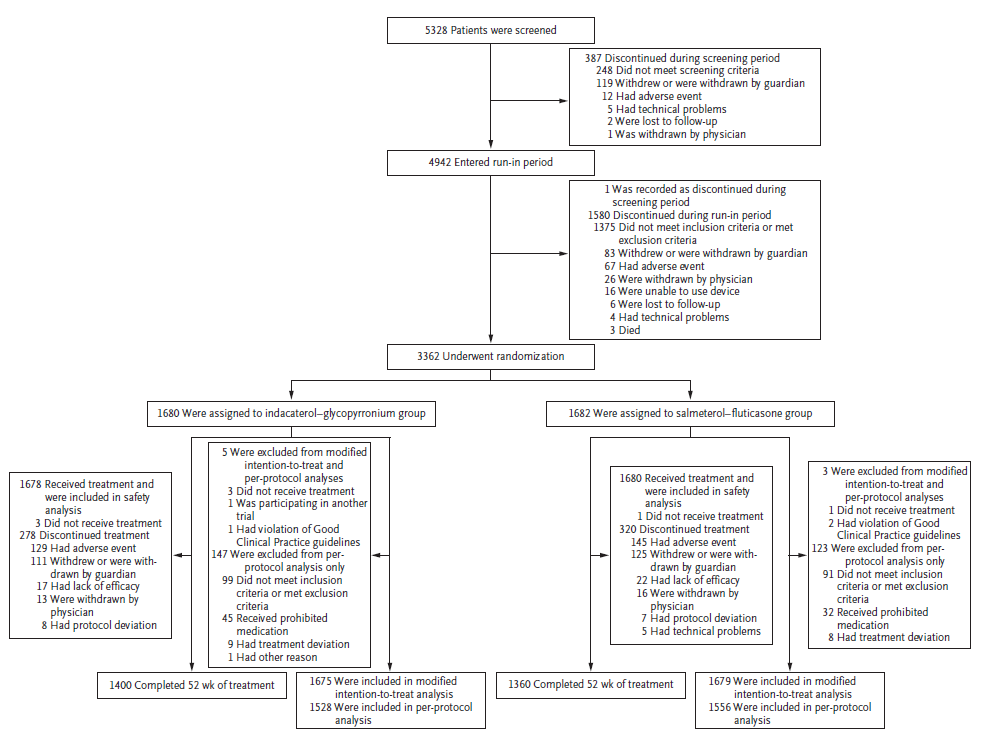 5328 Patients were screened
387 Discontinued during screening period
248 Did not meet screening criteria
119 Withdrew or were withdrawn by guardian
12 Had adverse event
5 Had technical problems
2 Were lost to follow-up
1 Was withdrawn by physician
4942 Entered run-in period
1 Was recorded as discontinued during
screening period
1580 Discontinued during run-in period
1375 Did not meet inclusion criteria or met
exclusion criteria
83 Withdrew or were withdrawn by guardian
67 Had adverse event
26 Were withdrawn by physician
16 Were unable to use device
6 Were lost to follow-up
4 Had technical problems
3 Died
3362 Underwent randomization
1680 Were assigned to indacaterol–glycopyrronium group
1682 Were assigned to salmeterol–fluticasone group
1678 Received treatment and
were included in safety
analysis
3 Did not receive treatment
278 Discontinued treatment
129 Had adverse event
111 Withdrew or were with-
drawn by guardian
17 Had lack of efficacy
13 Were withdrawn by
physician
8 Had protocol deviation
5 Were excluded from modified
intention-to-treat and
per-protocol analyses
3 Did not receive treatment
1 Was participating in another
trial
1 Had violation of Good
Clinical Practice guidelines
147 Were excluded from per-
protocol analysis only
99 Did not meet inclusion
criteria or met exclusion
criteria
45 Received prohibited
medication
9 Had treatment deviation
1 Had other reason
1680 Received treatment and
were included in safety
analysis
1 Did not receive treatment
320 Discontinued treatment
145 Had adverse event
125 Withdrew or were with-
drawn by guardian
22 Had lack of efficacy
16 Were withdrawn by
physician
7 Had protocol deviation
5 Had technical problems
3 Were excluded from modified
intention-to-treat and
per-protocol analyses
1 Did not receive treatment
2 Had violation of Good
Clinical Practice guidelines
123 Were excluded from per-
protocol analysis only
91 Did not meet inclusion
criteria or met exclusion
criteria
32 Received prohibited
medication
8 Had treatment deviation
1400 Completed 52 wk of treatment
1675 Were included in modified
intention-to-treat analysis
1528 Were included in per-protocol
analysis
1360 Completed 52 wk of treatment
1679 Were included in modified
intention-to-treat analysis
1556 Were included in per-protocol
analysis